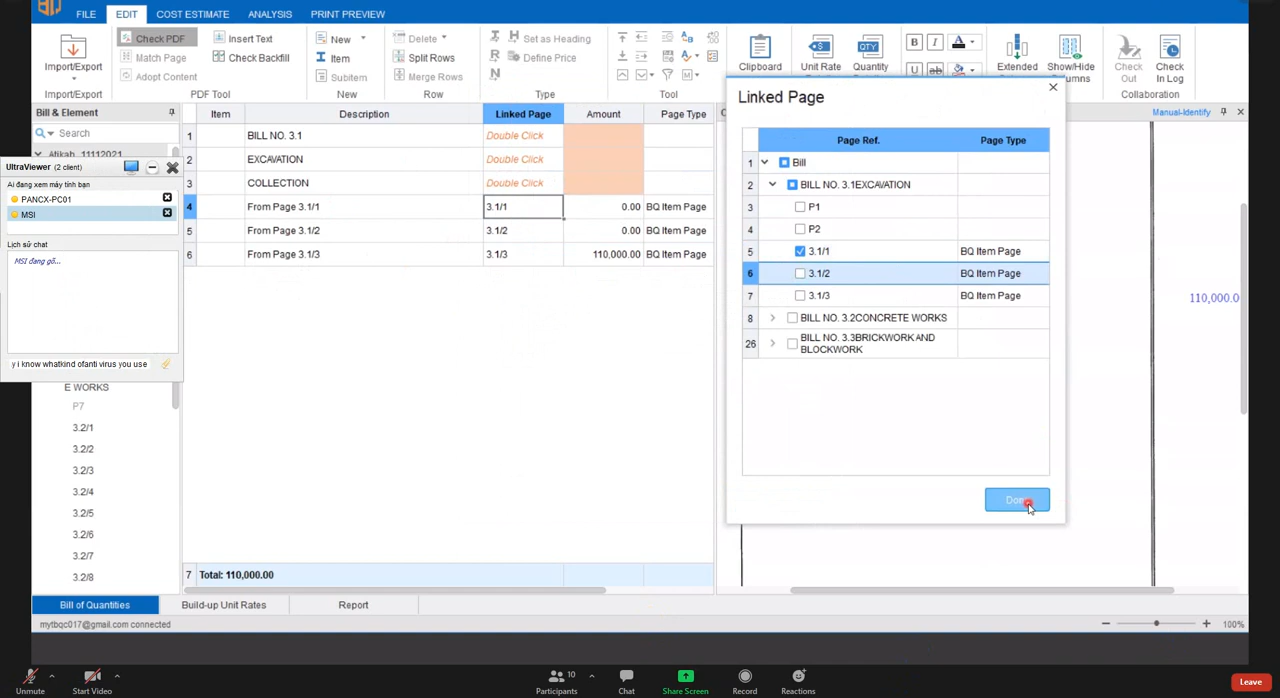 FILE EDIT COST ESTIMATE ANALYSIS PRINT PREVIEW
Import/Export
Import/Export
Check PDF
Match Page
Adopt Content
Insert Text
Check Backfill
PDF Tool
New
Item
Subitem
New
Delete
Split Rows
Merge Rows
Row
Set as Heading
Define Price
Type
Tool
Clipboard
Unit Rate
Quantity
B I A
U ab
Extended
Show/Hide
Columns
Check
Out
Check
In Log
Collaboration
Bill & Element
Search
Atikah_11112021
UltraViewer (2 client)
Ai đang xem máy tính bạn
PANCX-PC01
MSI
Lịch sử chat
MSI đang gõ...
y i know whatkind ofanti virus you use
E WORKS
P7
3.2/1
3.2/2
3.2/3
3.2/4
3.2/5
3.2/6
3.2/7
3.2/8
Item Description Linked Page Amount Page Type
1 BILL NO. 3.1 Double Click
2 EXCAVATION Double Click
3 COLLECTION Double Click
4 From Page 3.1/1 3.1/1 0.00 BQ Item Page
5 From Page 3.1/2 3.1/2 0.00 BQ Item Page
6 From Page 3.1/3 3.1/3 110,000.00 BQ Item Page
7 Total: 110,000.00
Manual-Identify
110,000.0
Linked Page
Page Ref. Page Type
1 Bill
2 BILL NO. 3.1EXCAVATION
3 P1
4 P2
5 3.1/1 BQ Item Page
6 3.1/2 BQ Item Page
7 3.1/3 BQ Item Page
8 BILL NO. 3.2CONCRETE WORKS
26 BILL NO. 3.3BRICKWORK AND
BLOCKWORK
Bill of Quantities Build-up Unit Rates Report
mytbqc017@gmail.com connected
100%
Unmute Start Video Participants 10 Chat Share Screen Record Reactions Leave